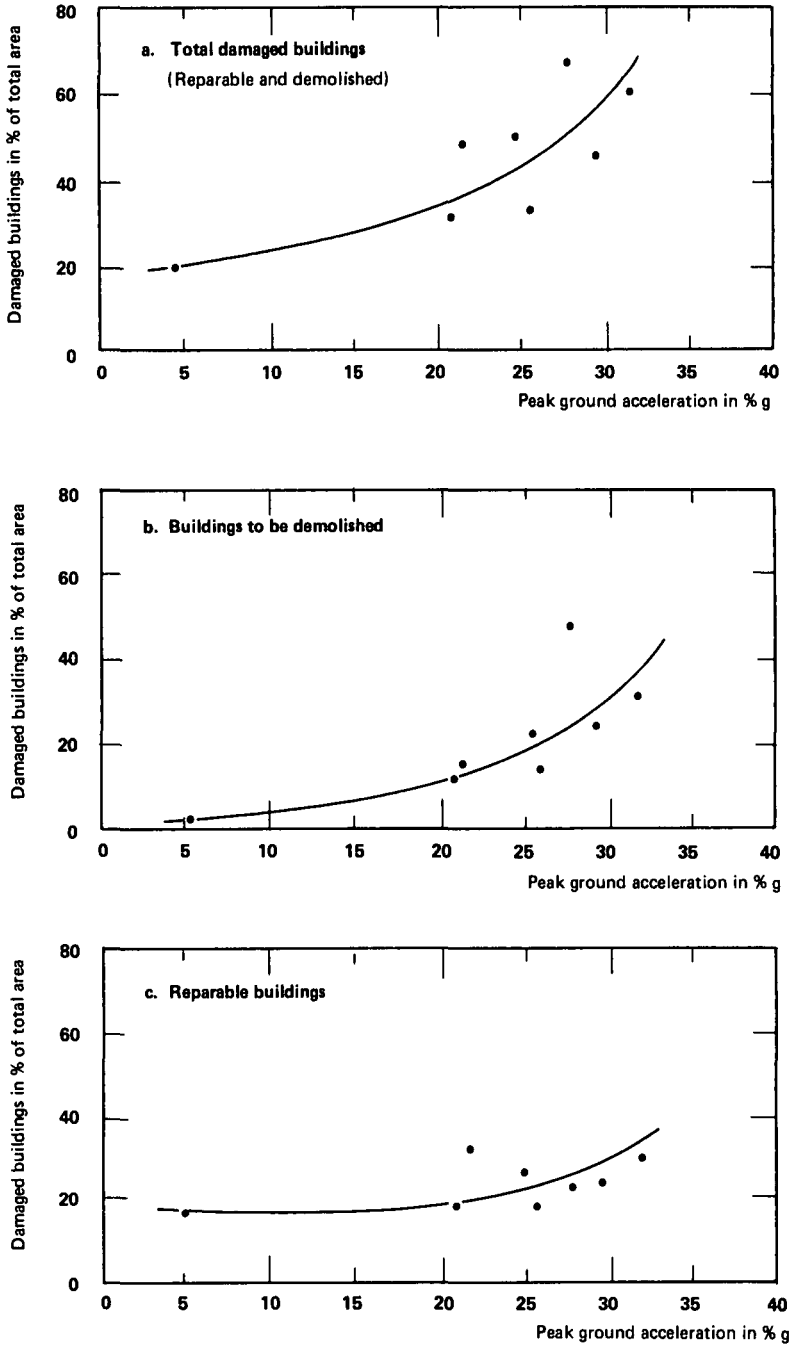 Damaged buildings in % of total area
80
60
40
20
0
a. Total damaged buildings
(Reparable and demolished)
0 5 10 15 20 25 30 35 40
Peak ground acceleration in % g
Damaged buildings in % of total area
80
60
40
20
0
b. Buildings to be demolished
0 5 10 15 20 25 30 35 40
Peak ground acceleration in % g
Damaged buildings in % of total area
80
60
40
20
0
c. Reparable buildings
0 5 10 15 20 25 30 35 40
Peak ground acceleration in % g